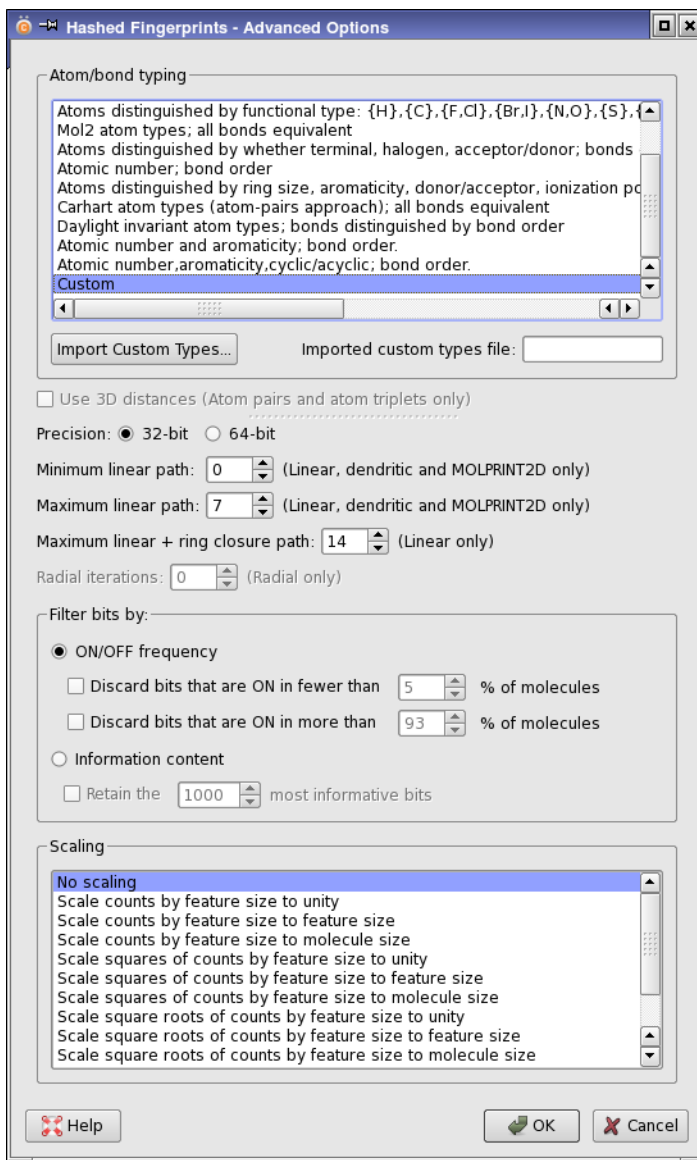 Hashed Fingerprints - Advanced Options
Atom/bond typing
Atoms distinguished by functional type: {H},{C},{F,Cl},{Br,I},{N,O},{S},{
Mol2 atom types; all bonds equivalent
Atoms distinguished by whether terminal, halogen, acceptor/donor; bonds
Atomic number; bond order
Atoms distinguished by ring size, aromaticity, donor/acceptor, ionization po
Carhart atom types (atom-pairs approach); all bonds equivalent
Daylight invariant atom types; bonds distinguished by bond order
Atomic number and aromaticity; bond order.
Atomic number,aromaticity,cyclic/acyclic; bond order.
Custom
Import Custom Types... Imported custom types file:
Use 3D distances (Atom pairs and atom triplets only)
Precision: 32-bit 64-bit
Minimum linear path: 0 (Linear, dendritic and MOLPRINT2D only)
Maximum linear path: 7 (Linear, dendritic and MOLPRINT2D only)
Maximum linear + ring closure path: 14 (Linear only)
Radial iterations: 0 (Radial only)
Filter bits by:
ON/OFF frequency
Discard bits that are ON in fewer than 5 % of molecules
Discard bits that are ON in more than 93 % of molecules
Information content
Retain the 1000 most informative bits
Scaling
No scaling
Scale counts by feature size to unity
Scale counts by feature size to feature size
Scale counts by feature size to molecule size
Scale squares of counts by feature size to unity
Scale squares of counts by feature size to feature size
Scale squares of counts by feature size to molecule size
Scale square roots of counts by feature size to unity
Scale square roots of counts by feature size to feature size
Scale square roots of counts by feature size to molecule size
Help OK Cancel